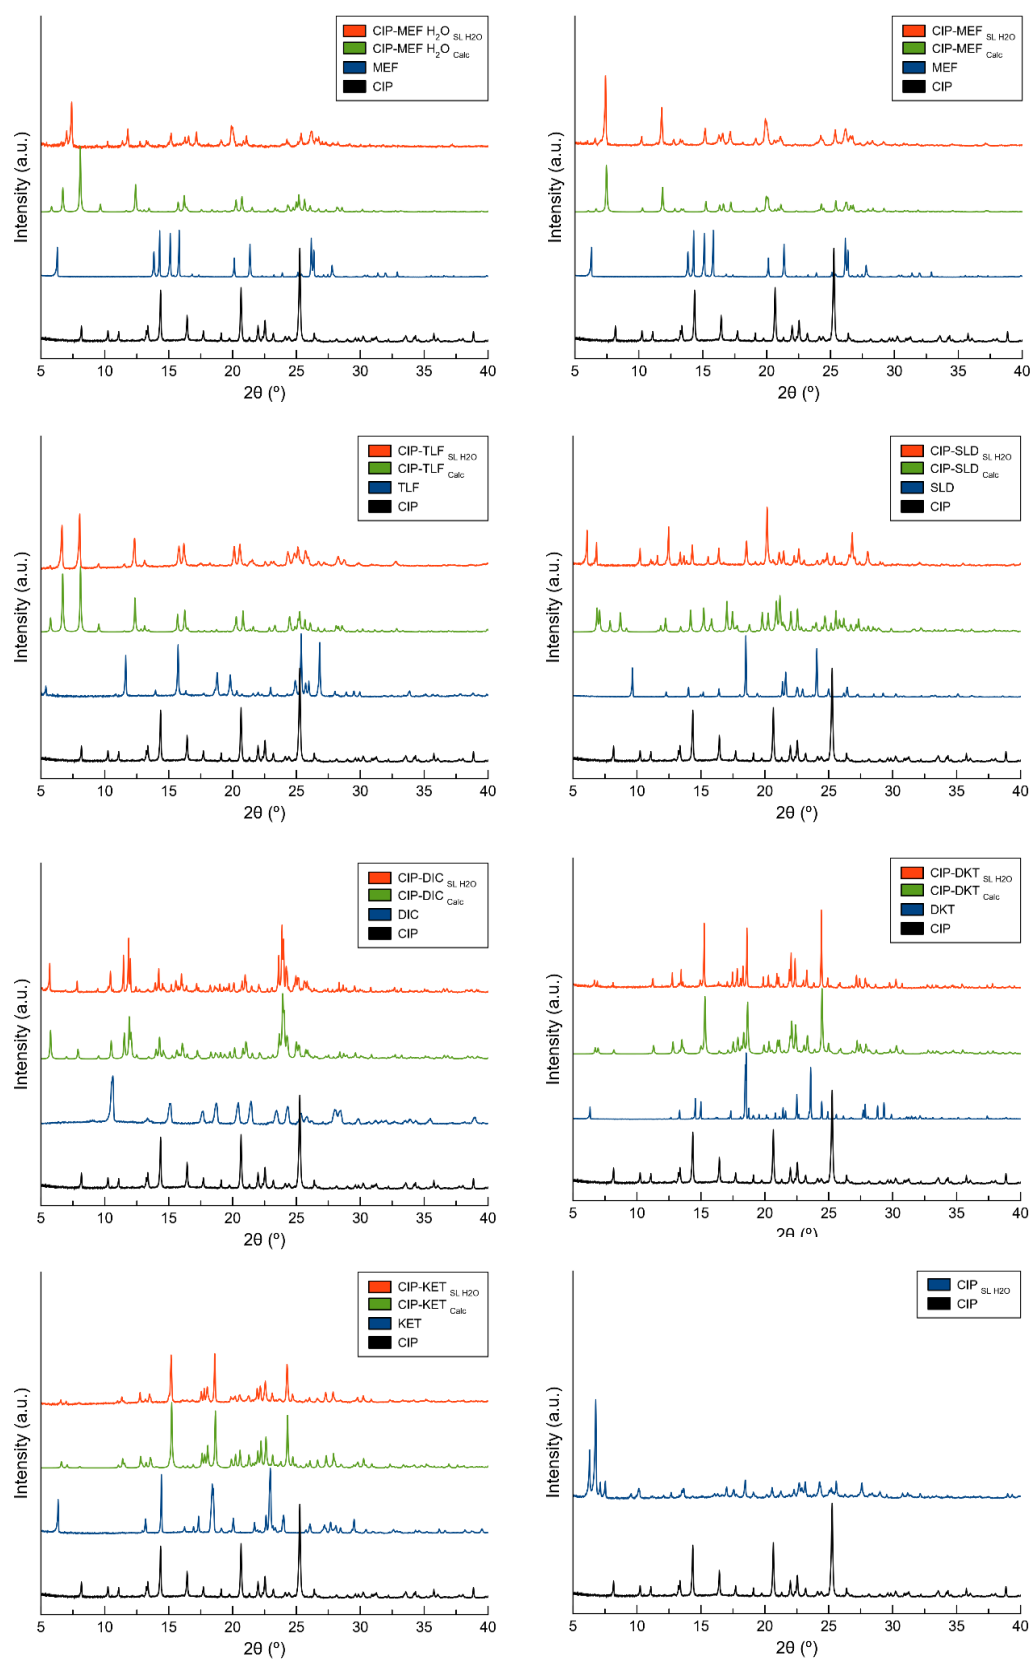 CIP-MEF H₂O SL H2O
CIP-MEF H₂O Calc
MEF
CIP
Intensity (a.u.)
5 10 15 20 25 30 35 40
2θ (º)
CIP-MEF SL H2O
CIP-MEF Calc
MEF
CIP
Intensity (a.u.)
5 10 15 20 25 30 35 40
2θ (º)
CIP-TLF SL H2O
CIP-TLF Calc
TLF
CIP
Intensity (a.u.)
5 10 15 20 25 30 35 40
2θ (º)
CIP-SLD SL H2O
CIP-SLD Calc
SLD
CIP
Intensity (a.u.)
5 10 15 20 25 30 35 40
2θ (º)
CIP-DIC SL H2O
CIP-DIC Calc
DIC
CIP
Intensity (a.u.)
5 10 15 20 25 30 35 40
2θ (º)
CIP-DKT SL H2O
CIP-DKT Calc
DKT
CIP
Intensity (a.u.)
5 10 15 20 25 30 35 40
2θ (º)
CIP-KET SL H2O
CIP-KET Calc
KET
CIP
Intensity (a.u.)
5 10 15 20 25 30 35 40
2θ (º)
CIP SL H2O
CIP
Intensity (a.u.)
5 10 15 20 25 30 35 40
2θ (º)